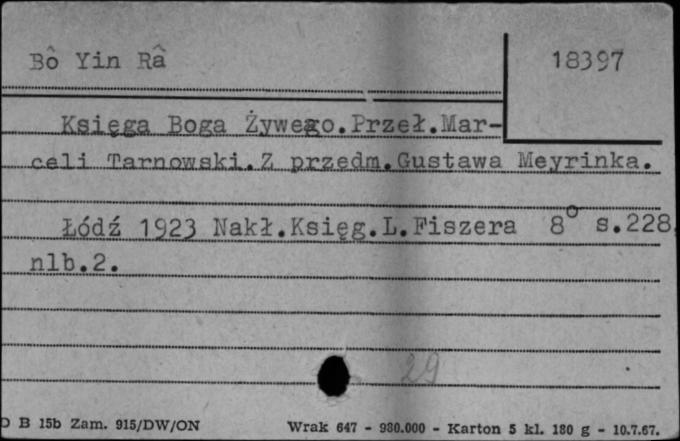 Bô Yin Râ
18397
Księga Boga Żywego.Przeł.Mar-
celi Tarnowski.Z przedm.Gustawa Meyrinka.
Łódź 1923 Nakł.Księg.L.Fiszera 8° s.228,
nlb.2.
29
D B 15b Zam. 915/DW/ON Wrak 647 - 980.000 - Karton 5 kl. 180 g - 10.7.67.